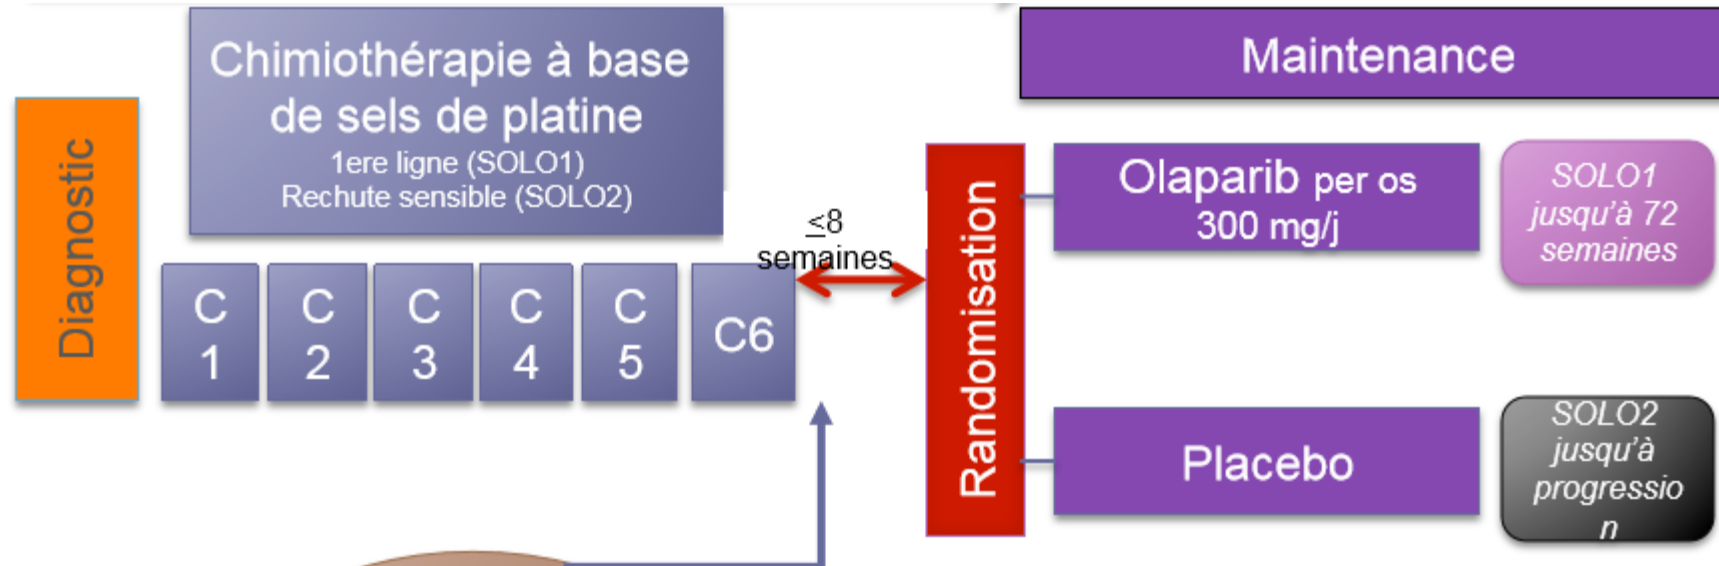 Chimiothérapie à base
de sels de platine
1ere ligne (SOLO1)
Rechute sensible (SOLO2)
Maintenance
Diagnostic
C
1
C
2
C
3
C
4
C
5
C6
<8
semaines
Randomisation
Olaparib per os
300 mg/j
SOLO1
jusqu'à 72
semaines
Placebo
SOLO2
jusqu'à
progressio
n